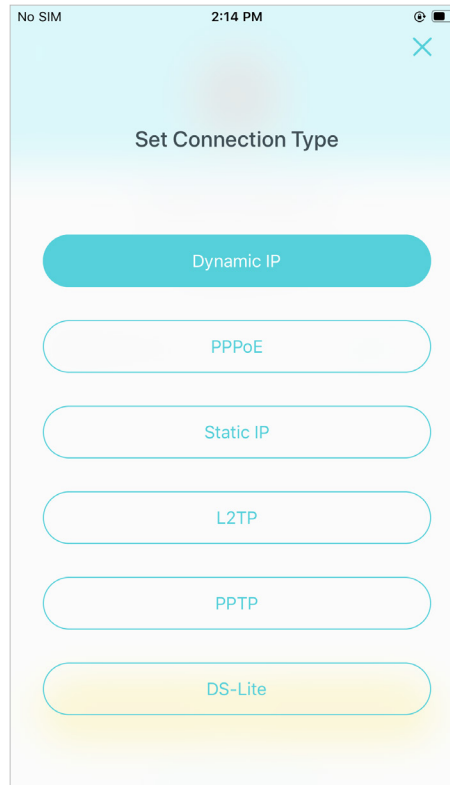 No SIM 2:14 PM
Set Connection Type
Dynamic IP
PPPoE
Static IP
L2TP
PPTP
DS-Lite